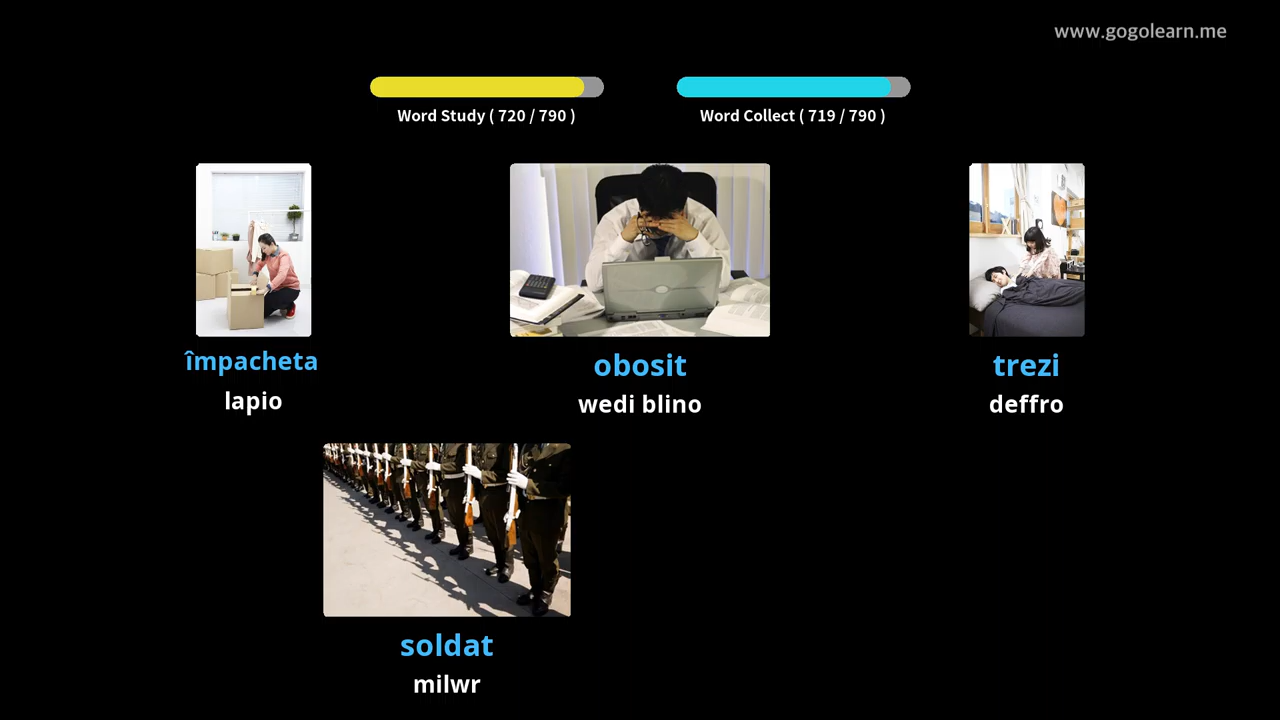 www.gogolearn.me
Word Study ( 720 / 790 )
Word Collect ( 719 / 790 )
împacheta
lapio
obosit
wedi blino
trezi
deffro
soldat
milwr